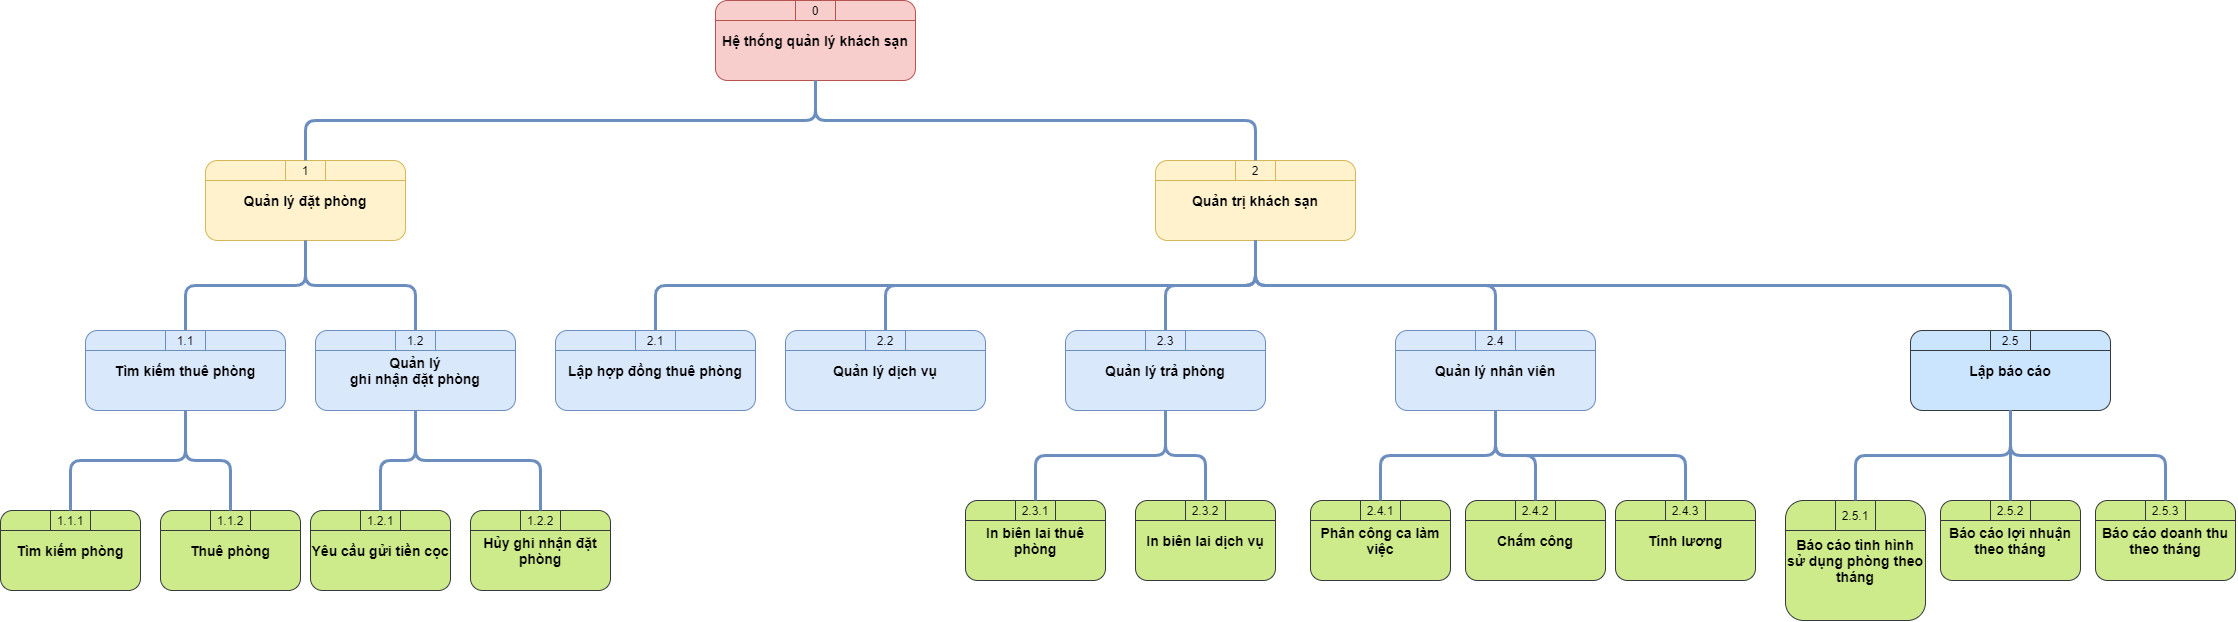 0
Hệ thống quản lý khách sạn
1
Quản lý đặt phòng
2
Quản trị khách sạn
1.1
Tìm kiếm thuê phòng
1.2
Quản lý
ghi nhận đặt phòng
2.1
Lập hợp đồng thuê phòng
2.2
Quản lý dịch vụ
2.3
Quản lý trả phòng
2.4
Quản lý nhân viên
2.5
Lập báo cáo
1.1.1
Tìm kiếm phòng
1.1.2
Thuê phòng
1.2.1
Yêu cầu gửi tiền cọc
1.2.2
Hủy ghi nhận đặt
phòng
2.3.1
In biên lai thuê
phòng
2.3.2
In biên lai dịch vụ
2.4.1
Phân công ca làm
việc
2.4.2
Chấm công
2.4.3
Tính lương
2.5.1
Báo cáo tình hình
sử dụng phòng theo
tháng
2.5.2
Báo cáo lợi nhuận
theo tháng
2.5.3
Báo cáo doanh thu
theo tháng